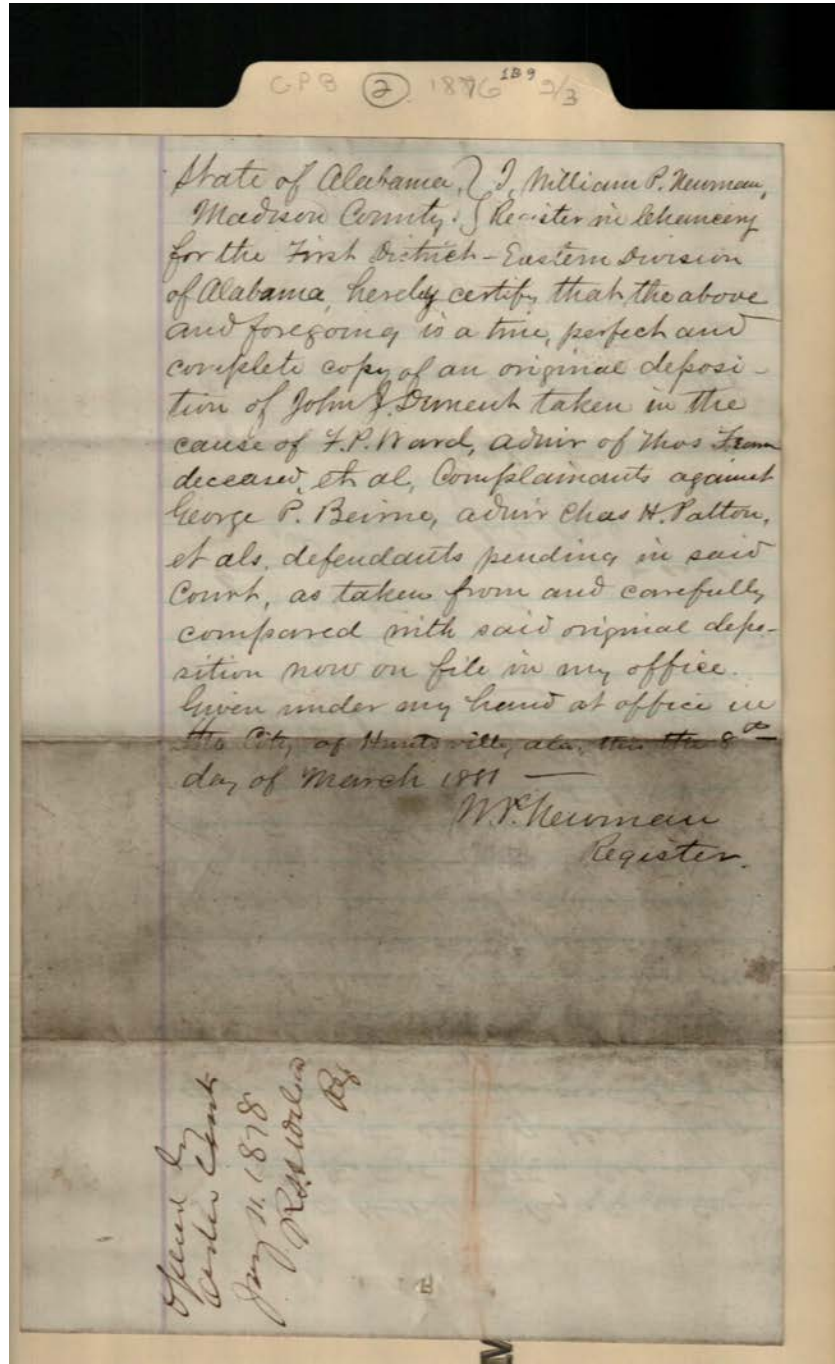 G.P.B 2 1876 1B9 2/3
State of Alabama, } I, William P. Newman,
Madison County. } Register in Chancery
for the First District - Eastern Division
of Alabama, hereby certify that the above
and foregoing is a true, perfect and
complete copy of an original deposi-
tion of John J. taken in the
cause of F.P. Ward, admr of Thos
deceased, et al, Complainants against
George P. Beirne, admr Chas H. Patton,
et als, defendants pending in said
Court, as taken from and carefully
compared with said original depo-
sition now on file in my office.
Given under my hand at office in
the City of Huntsville, ala, this the 8th
day of March 1881 —
W.P. Newman
Register.
Opened by
order Court
Jany 11. 1878
Reg